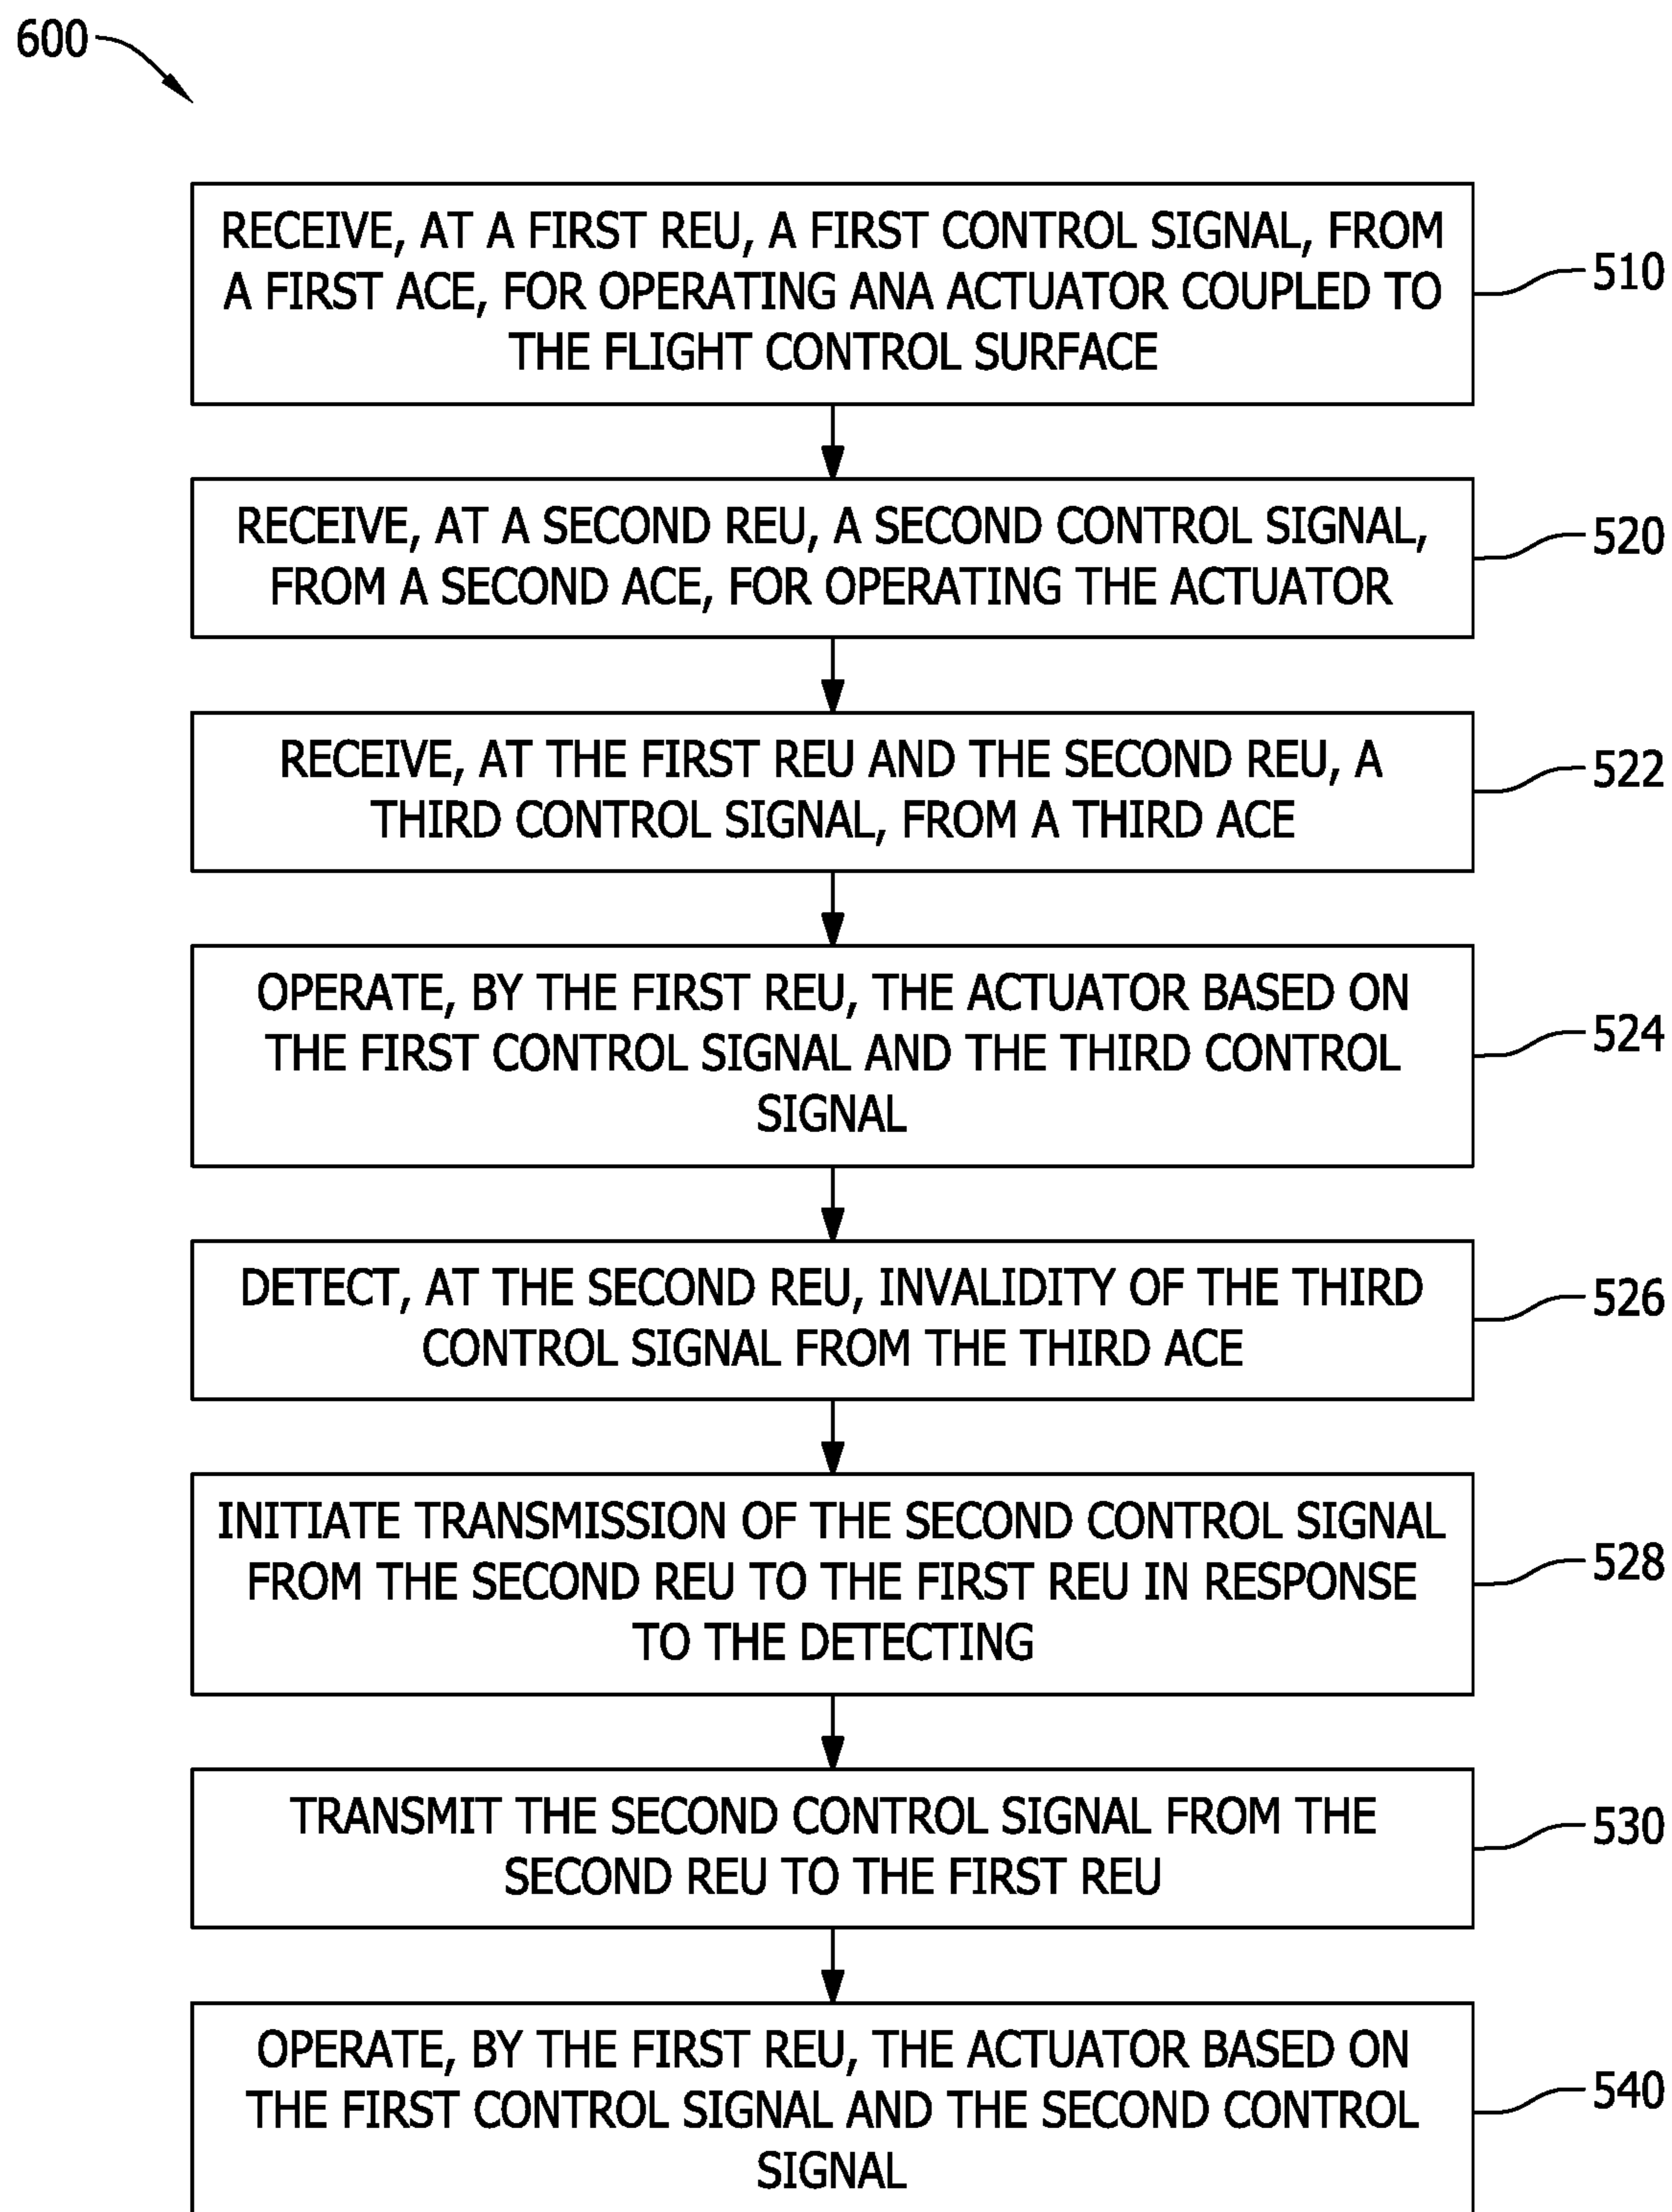 600
RECEIVE, AT A FIRST REU, A FIRST CONTROL SIGNAL, FROM
A FIRST ACE, FOR OPERATING ANA ACTUATOR COUPLED TO
THE FLIGHT CONTROL SURFACE
510
RECEIVE, AT A SECOND REU, A SECOND CONTROL SIGNAL,
FROM A SECOND ACE, FOR OPERATING THE ACTUATOR
520
RECEIVE, AT THE FIRST REU AND THE SECOND REU, A
THIRD CONTROL SIGNAL, FROM A THIRD ACE
522
OPERATE, BY THE FIRST REU, THE ACTUATOR BASED ON
THE FIRST CONTROL SIGNAL AND THE THIRD CONTROL
SIGNAL
524
DETECT, AT THE SECOND REU, INVALIDITY OF THE THIRD
CONTROL SIGNAL FROM THE THIRD ACE
526
INITIATE TRANSMISSION OF THE SECOND CONTROL SIGNAL
FROM THE SECOND REU TO THE FIRST REU IN RESPONSE
TO THE DETECTING
528
TRANSMIT THE SECOND CONTROL SIGNAL FROM THE
SECOND REU TO THE FIRST REU
530
OPERATE, BY THE FIRST REU, THE ACTUATOR BASED ON
THE FIRST CONTROL SIGNAL AND THE SECOND CONTROL
SIGNAL
540